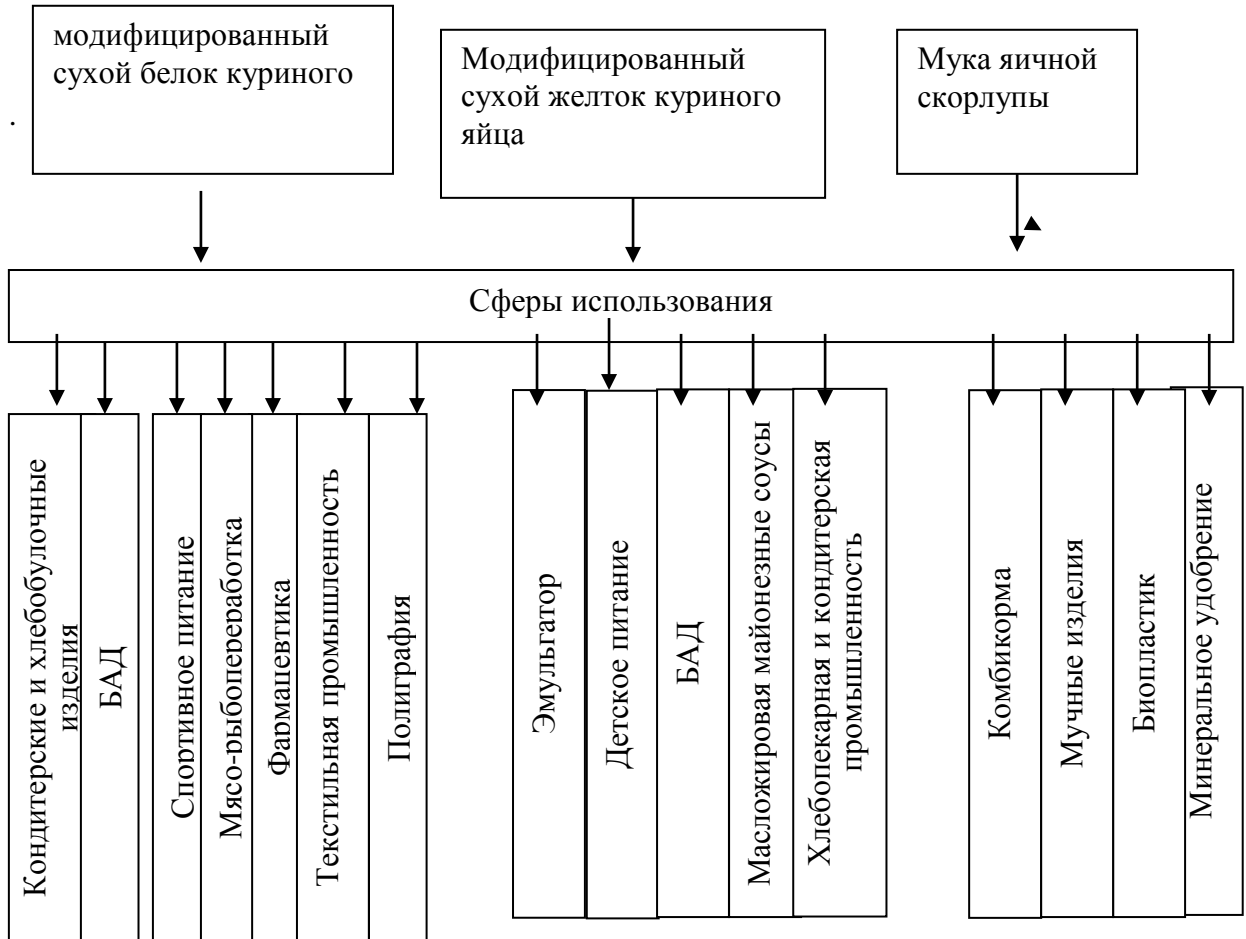 модифицированный
сухой белок куриного
Модифицированный
сухой желток куриного
яйца
Мука яичной
скорлупы
.
Сферы использования
Кондитерские и хлебобулочные
изделия
БАД
Спортивное питание
Мясо-рыбопереработка
Фармацевтика
Текстильная промышленность
Полиграфия
Эмульгатор
Детское питание
БАД
Масложировая майонезные соусы
Хлебопекарная и кондитерская
промышленность
Комбикорма
Мучные изделия
Биопластик
Минеральное удобрение